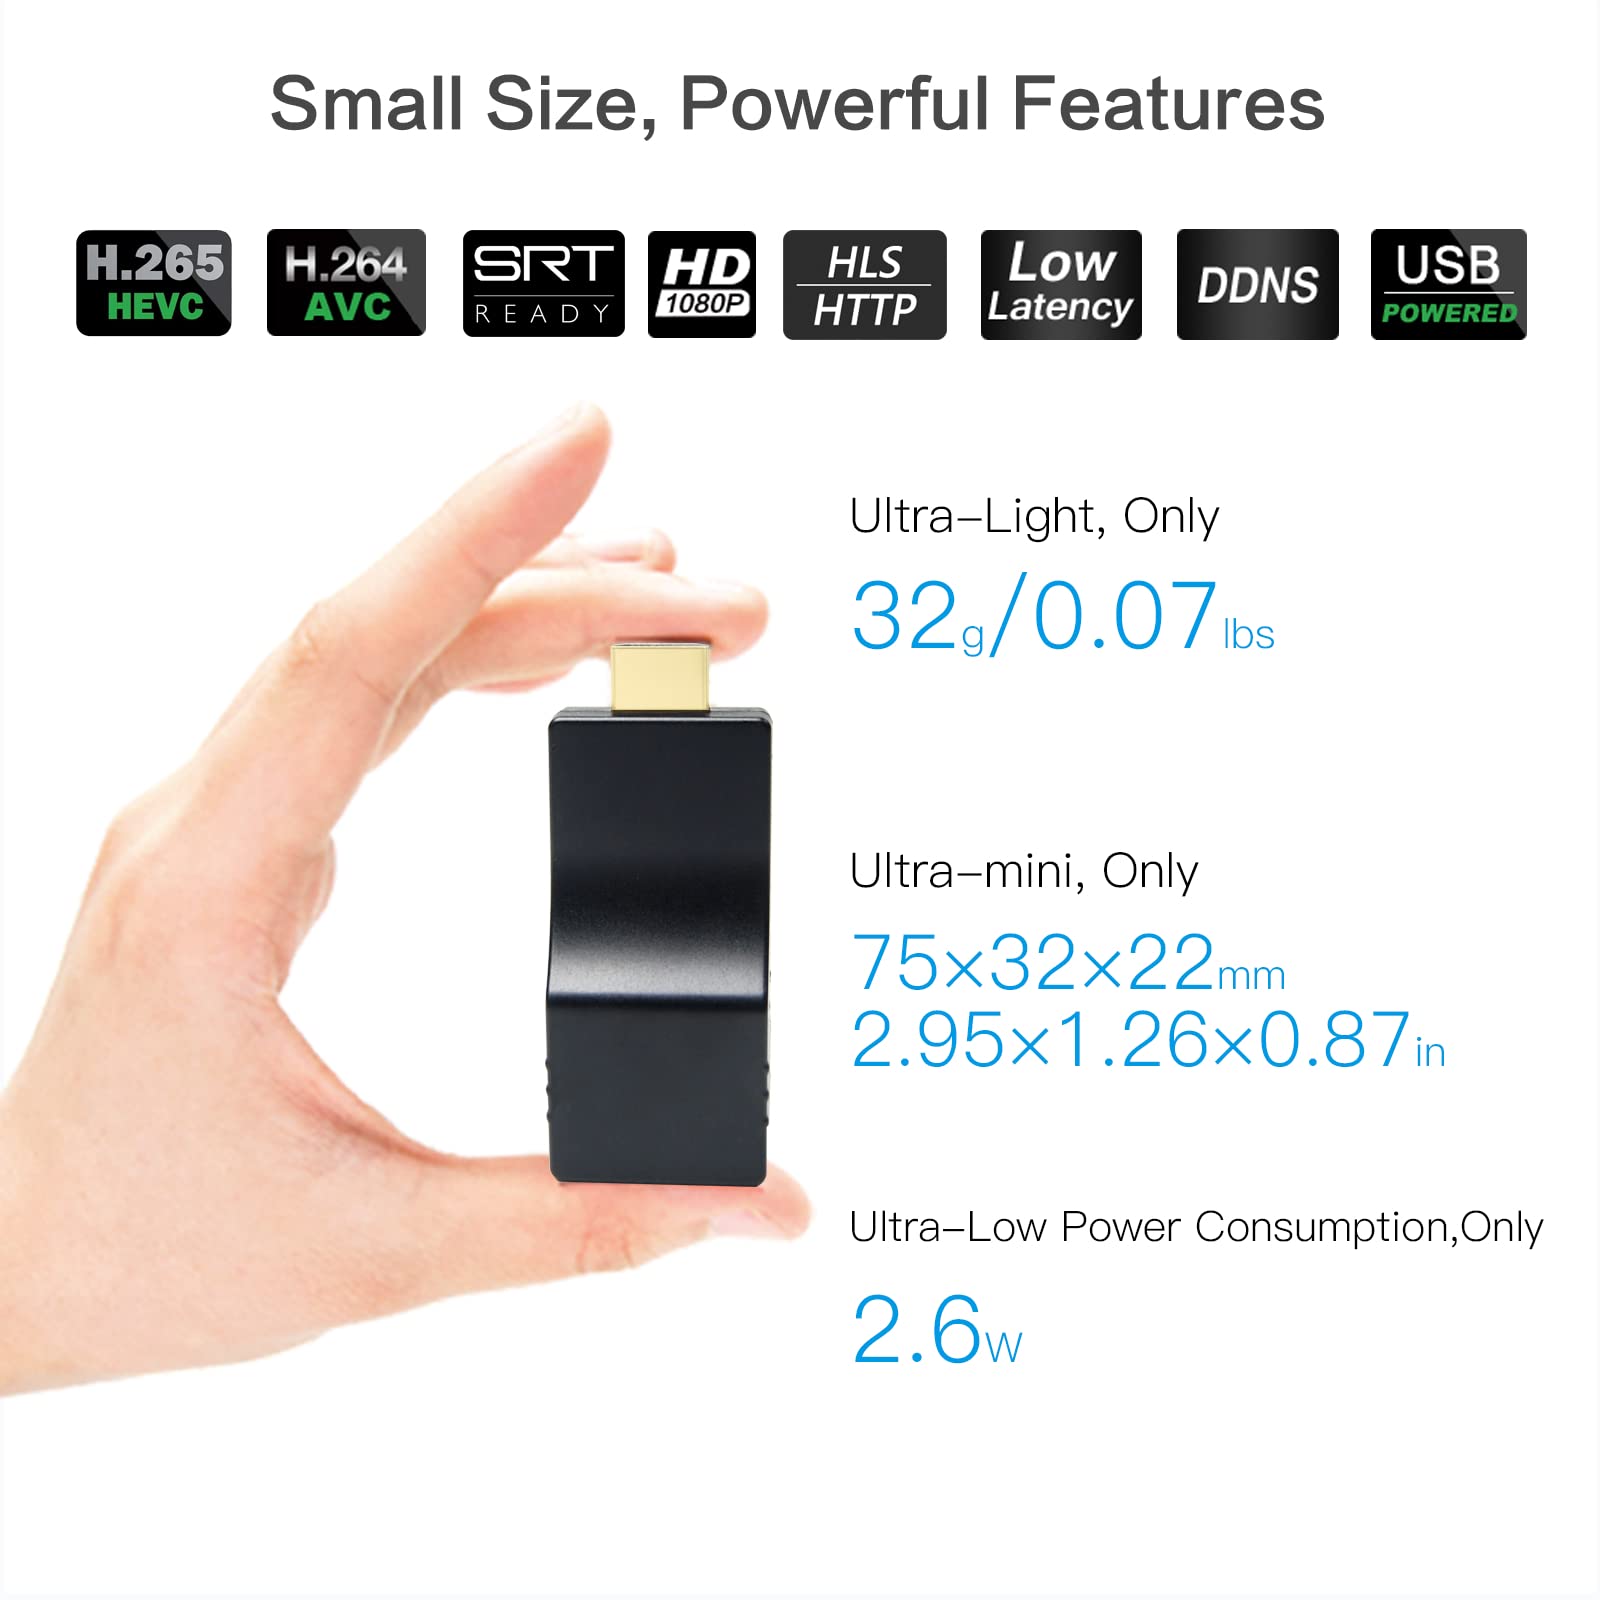 Small Size, Powerful Features
H.265
HEVC
H.264
AVC
SRT
READY
HD
1080P
HLS
HTTP
Low
Latency
DDNS
USB
POWERED
Ultra-Light, Only
32g/0.07lbs
Ultra-mini, Only
75×32×22mm
2.95×1.26×0.87in
Ultra-Low Power Consumption,Only
2.6W